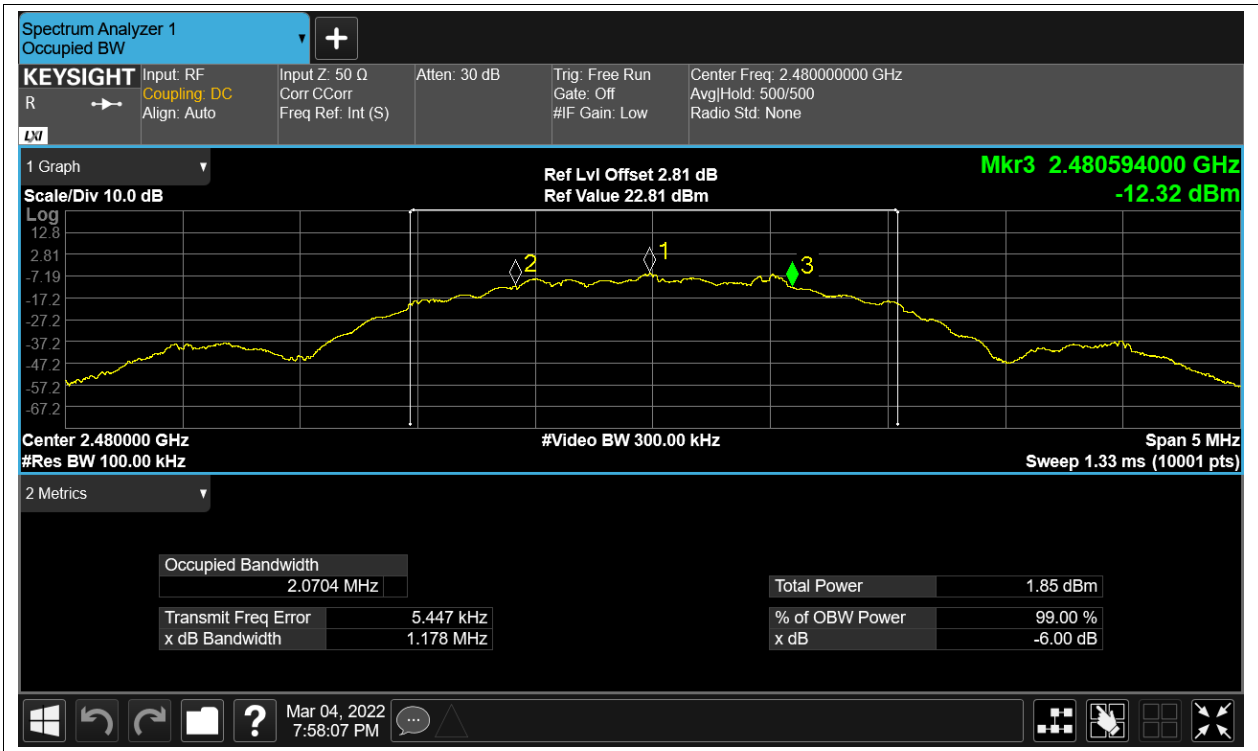 Spectrum Analyzer 1
Occupied BW
KEYSIGHT Input: RF Input Z: 50 Ω Atten: 30 dB Trig: Free Run Center Freq: 2.480000000 GHz
R Coupling: DC Corr CCorr Gate: Off Avg|Hold: 500/500
Align: Auto Freq Ref: Int (S) #IF Gain: Low Radio Std: None
LXI
1 Graph Ref Lvl Offset 2.81 dB Mkr3 2.480594000 GHz
Scale/Div 10.0 dB Ref Value 22.81 dBm -12.32 dBm
Log
12.8
2.81
-7.19
-17.2
-27.2
-37.2
-47.2
-57.2
-67.2
2 1 3
Center 2.480000 GHz #Video BW 300.00 kHz Span 5 MHz
#Res BW 100.00 kHz Sweep 1.33 ms (10001 pts)
2 Metrics
Occupied Bandwidth
2.0704 MHz Total Power 1.85 dBm
Transmit Freq Error 5.447 kHz % of OBW Power 99.00 %
x dB Bandwidth 1.178 MHz x dB -6.00 dB
? Mar 04, 2022
7:58:07 PM